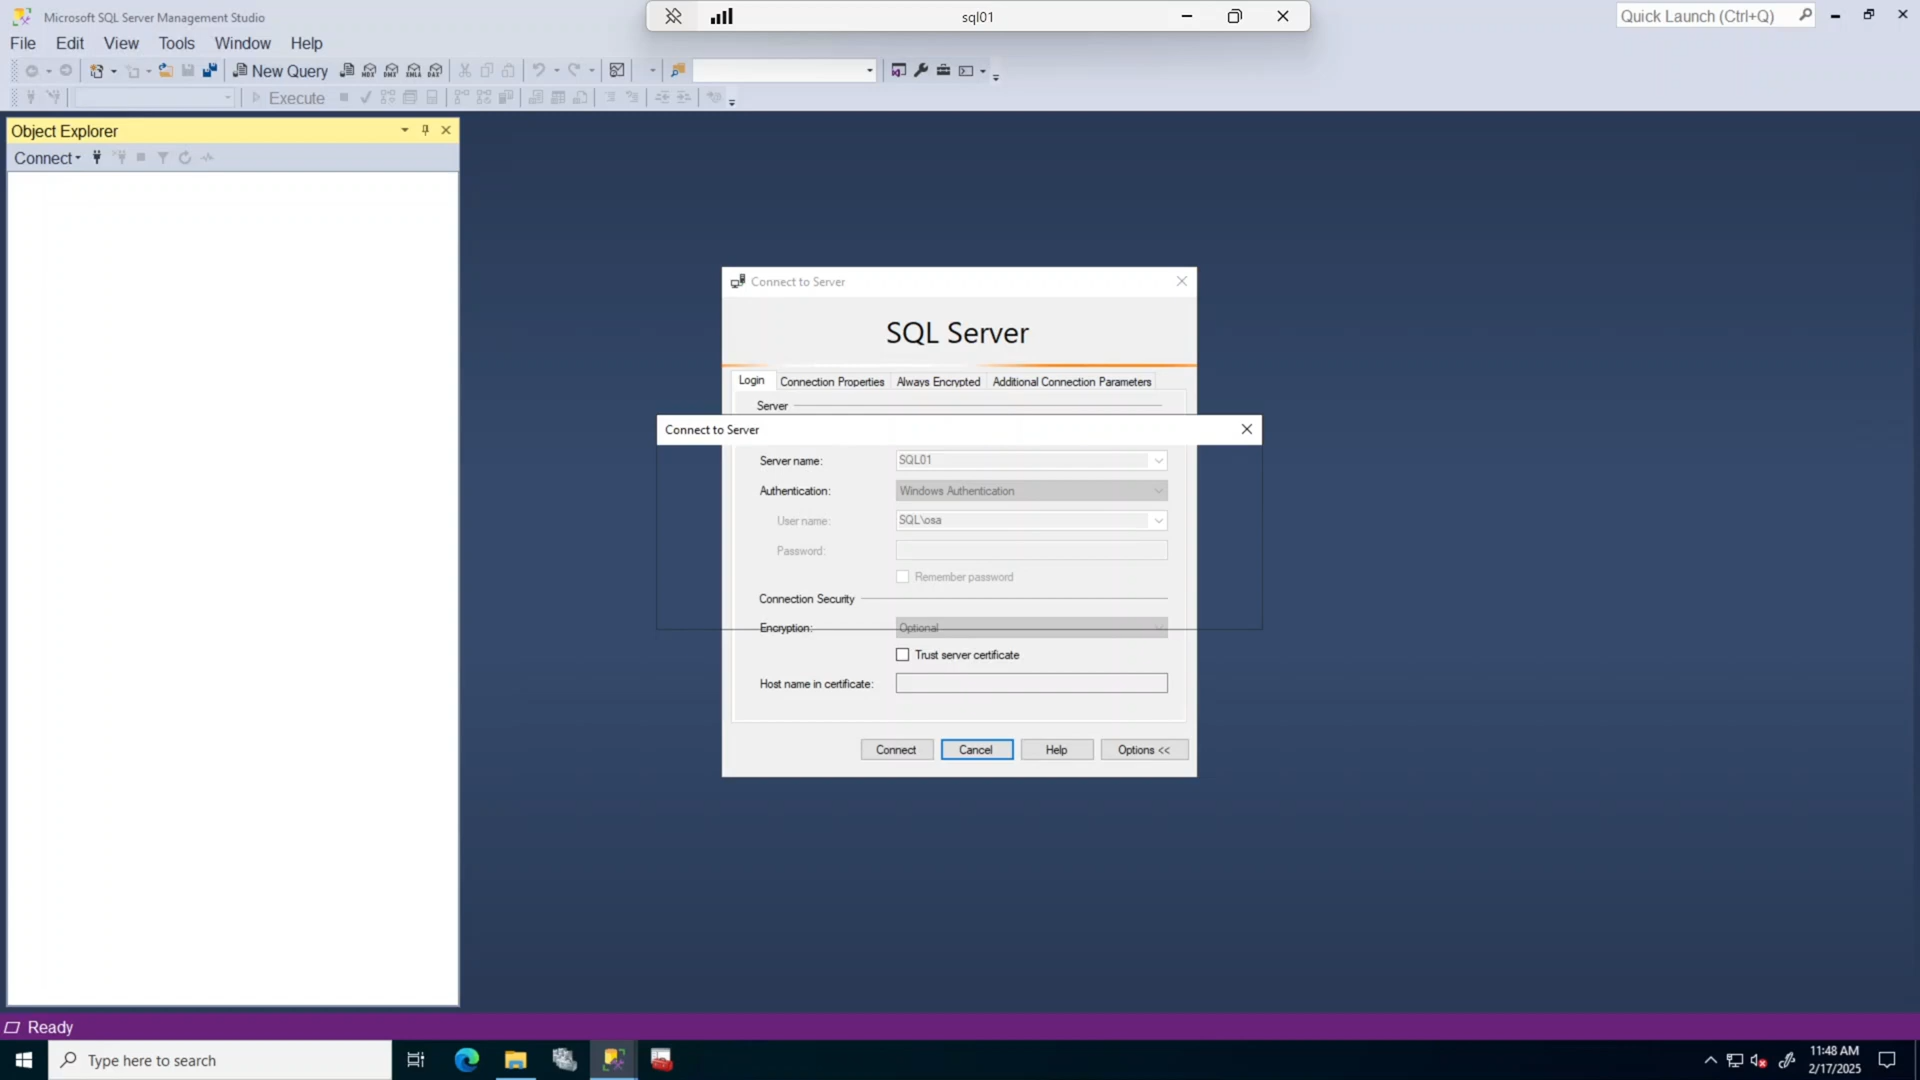 Microsoft SQL Server Management Studio
sql01
Quick Launch (Ctrl+Q)
File Edit View Tools Window Help
New Query
MDX DMX XMLA DAX
Execute
Object Explorer
Connect
Connect to Server
SQL Server
Login Connection Properties Always Encrypted Additional Connection Parameters
Server
Connect to Server
Server name: SQL01
Authentication: Windows Authentication
User name: SQL\osa
Password:
Remember password
Connection Security
Encryption: Optional
Trust server certificate
Host name in certificate:
Connect Cancel Help Options <<
Ready
Type here to search
11:48 AM
2/17/2025